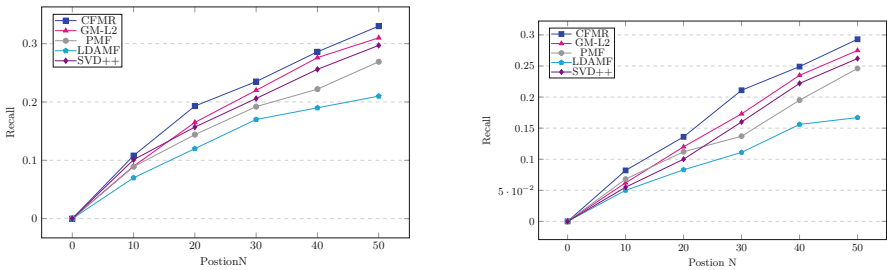 CFMR
GM-L2
PMF
LDAMF
SVD++
0.3
0.2
0.1
0
Recall
0 10 20 30 40 50
PostionN
CFMR
GM-L2
PMF
LDAMF
SVD++
0.3
0.25
0.2
0.15
0.1
5 · 10⁻²
0
Recall
0 10 20 30 40 50
Postion N